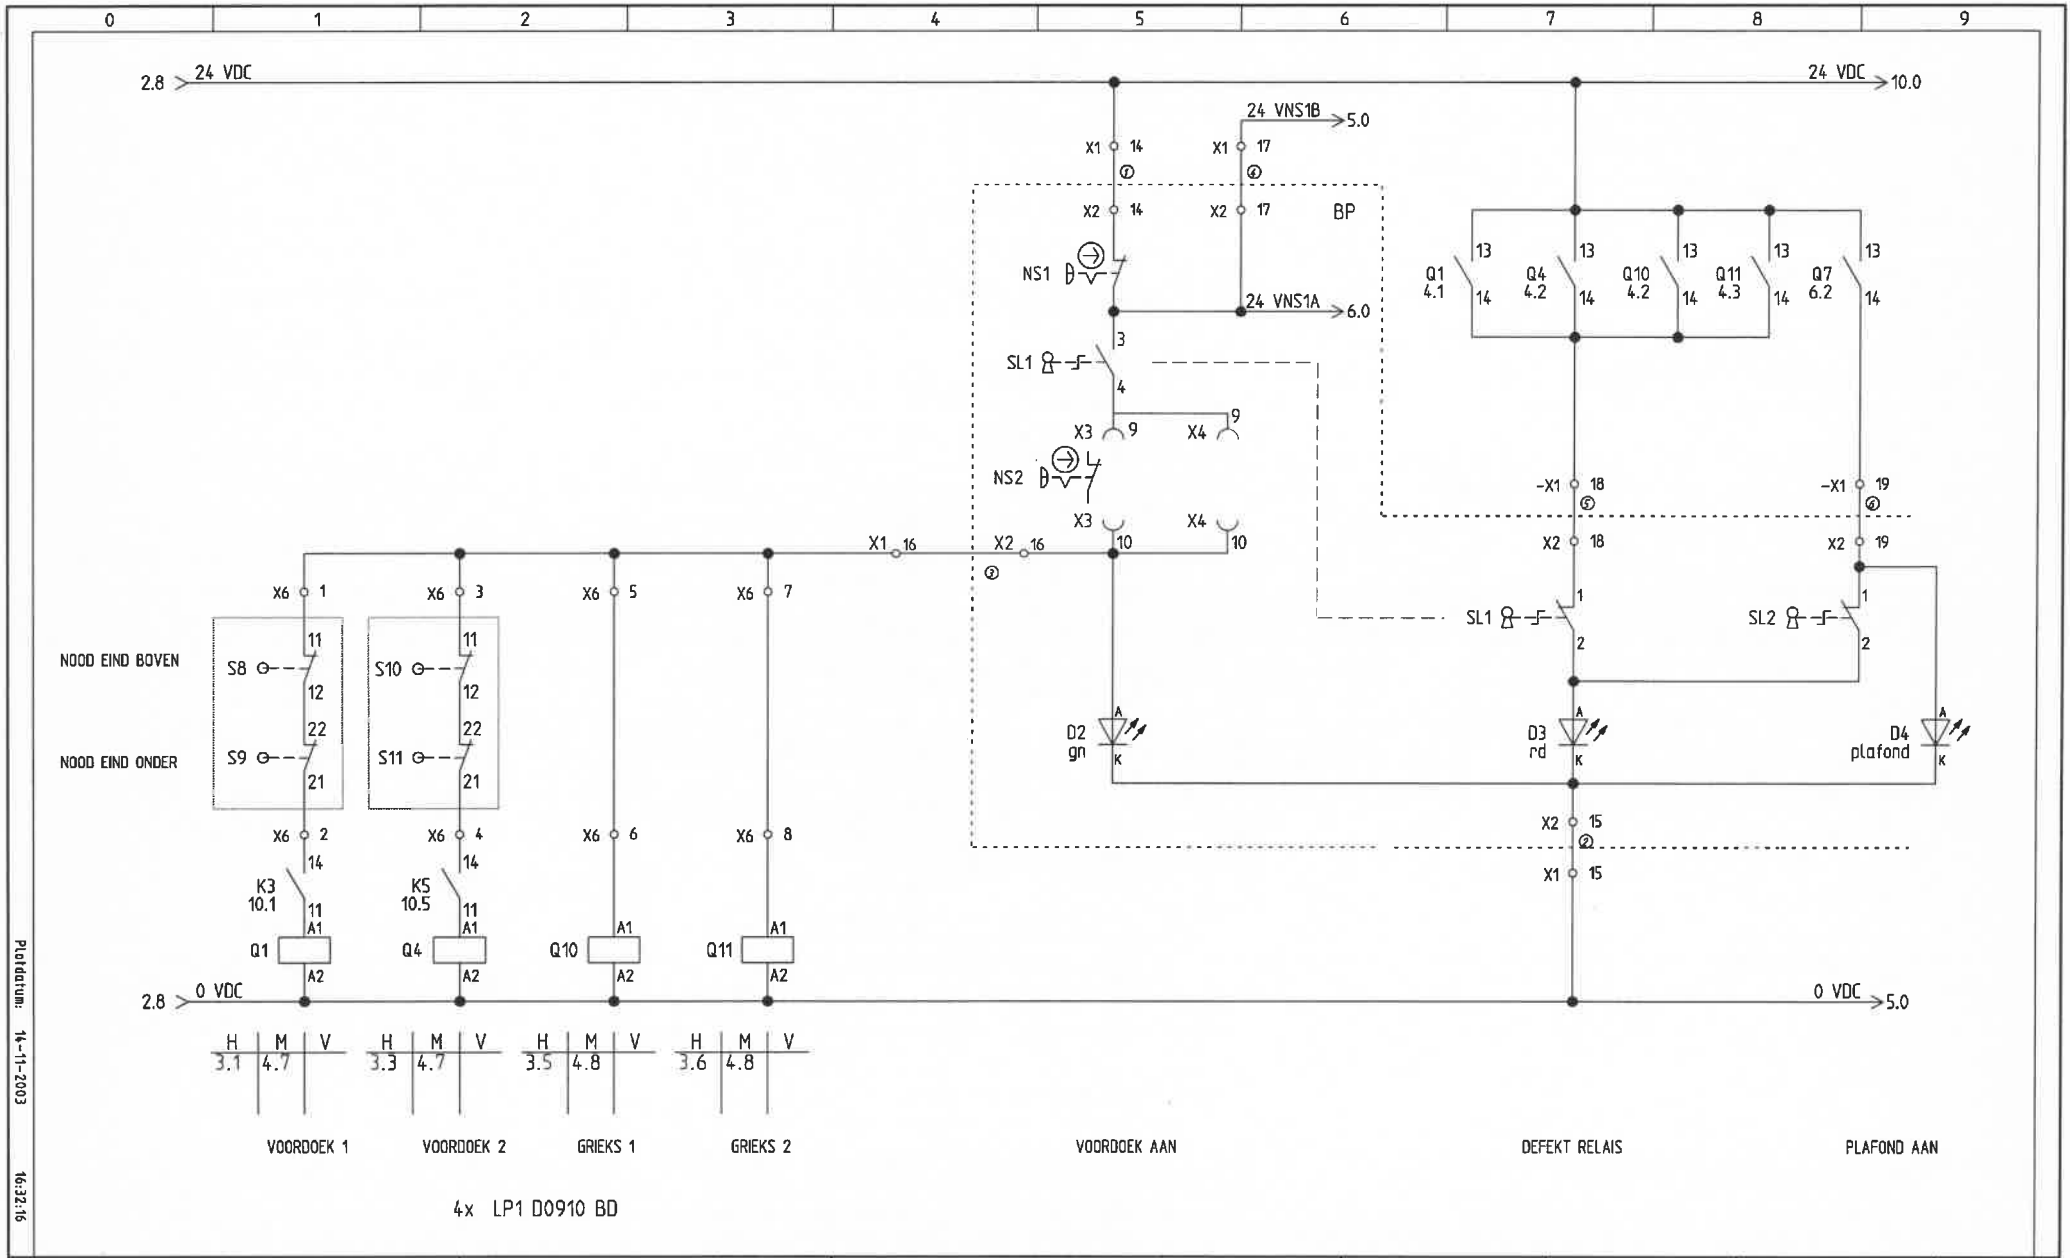 0 1 2 3 4 5 6 7 8 9
2.8 24 VDC 24 VDC 10.0
24 VNS1B 5.0
X1 14 X1 17
1 4
X2 14 X2 17 BP
NS1
13 13 13 13 13
Q1 Q4 Q10 Q11 Q7
4.1 4.2 4.2 4.3 6.2
14 14 14 14 14
24 VNS1A 6.0
3
SL1
4
9
X3 9 X4
NS2
-X1 18 -X1 19
5 6
X3 X4
10 10
X1 16 X2 16
3
X2 18 X2 19
X6 1 X6 3 X6 5 X6 7
1 1
SL1 SL2
2 2
11 11
NOOD EIND BOVEN S8 S10
12 12
22 22
NOOD EIND ONDER S9 S11
21 21
A A A
D2 D3 D4
gn rd plafond
K K K
X6 2 X6 4 X6 6 X6 8
X2 15
2
X1 15
14 14
K3 K5
10.1 10.5
11 11
A1 A1 A1 A1
Q1 Q4 Q10 Q11
A2 A2 A2 A2
2.8 0 VDC 0 VDC 5.0
H M V H M V H M V H M V
3.1 4.7 3.3 4.7 3.5 4.8 3.6 4.8
VOORDOEK 1 VOORDOEK 2 GRIEKS 1 GRIEKS 2 VOORDOEK AAN DEFEKT RELAIS PLAFOND AAN
4x LP1 D0910 BD
Plotdatum: 14-11-2003 16:32:16